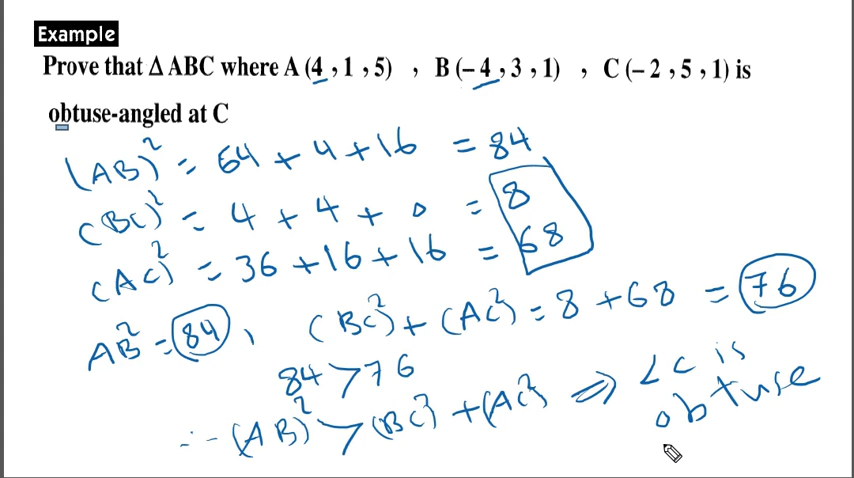 Example
Prove that Δ ABC where A (4 , 1 , 5) , B (– 4 , 3 , 1) , C (– 2 , 5 , 1) is
obtuse-angled at C
(AB)² = 64 + 4 + 16 = 84
(BC)² = 4 + 4 + 0 = 8
(AC)² = 36 + 16 + 16 = 68
AB² = 84 , (BC)² + (AC)² = 8 + 68 = 76
84 > 76
∴ (AB)² > (BC)² + (AC)² ⇒ ∠C is
obtuse